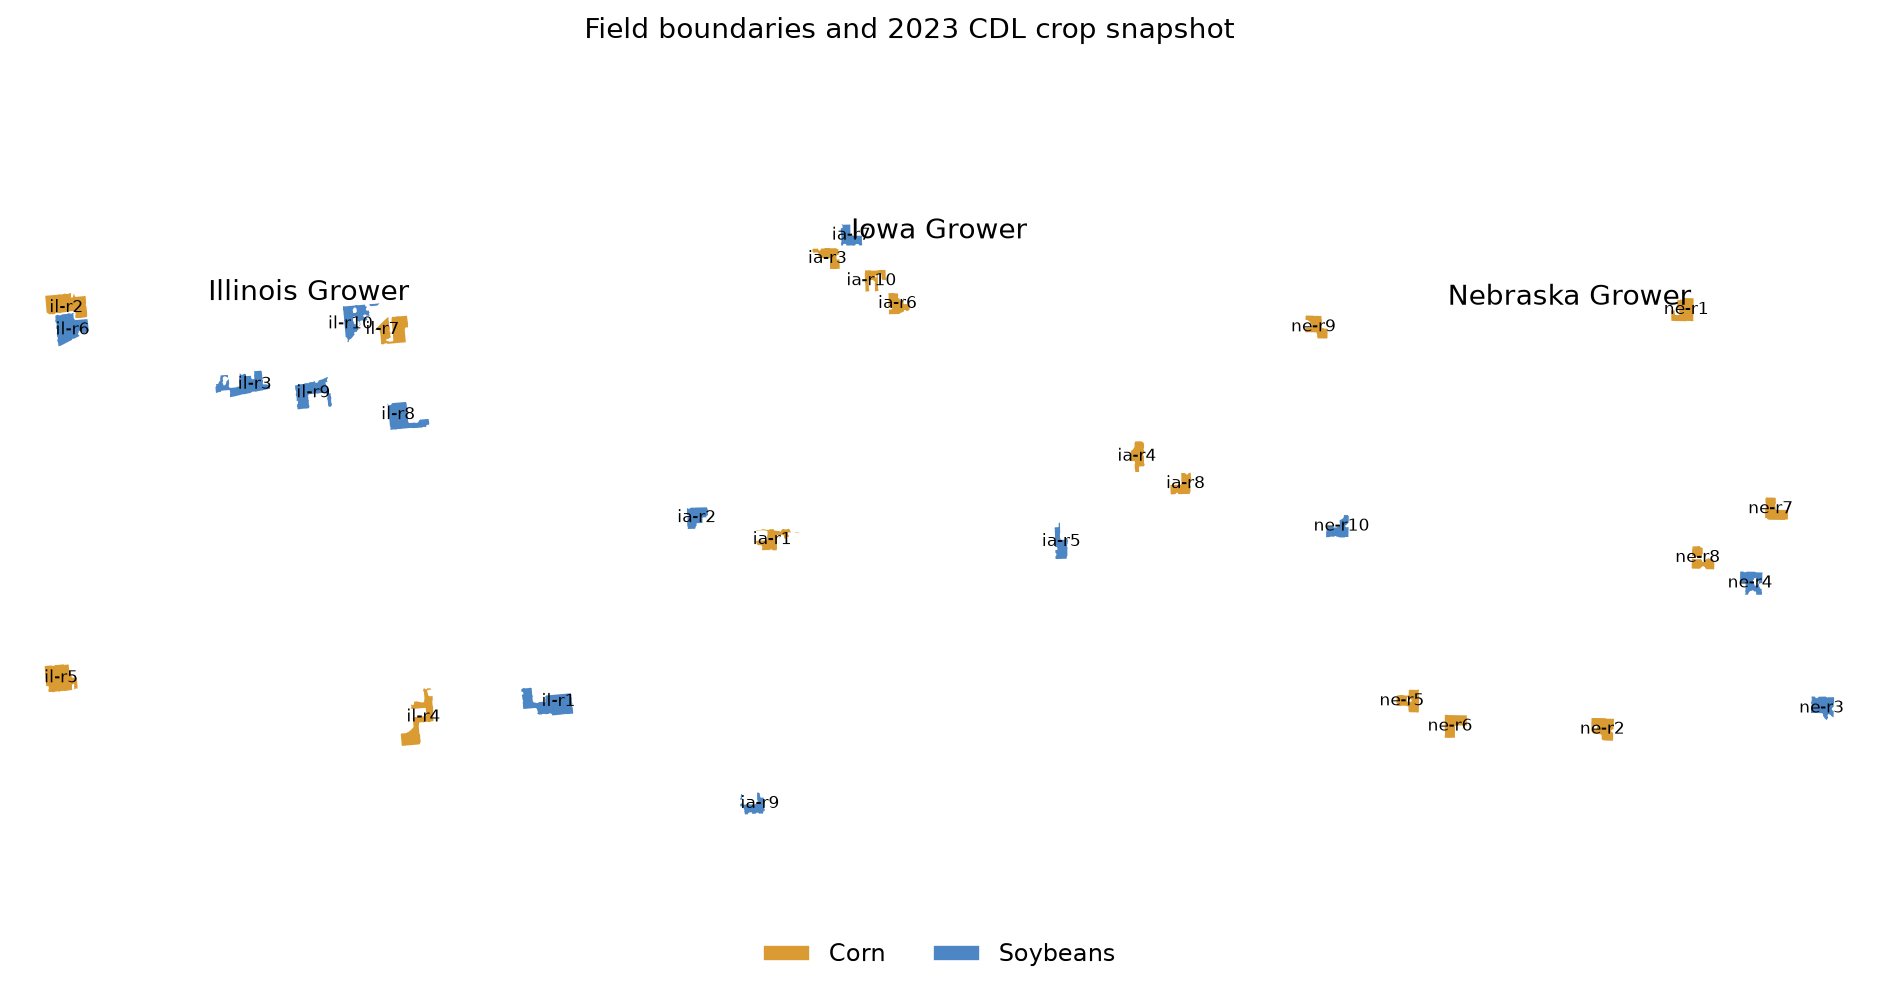 Field boundaries and 2023 CDL crop snapshot
Illinois Grower
il-r2
il-r6
il-r10
il-r7
il-r3
il-r9
il-r8
il-r5
il-r4
il-r1
Iowa Grower
ia-r7
ia-r3
ia-r10
ia-r6
ia-r4
ia-r8
ia-r2
ia-r1
ia-r5
ia-r9
Nebraska Grower
ne-r1
ne-r9
ne-r7
ne-r10
ne-r8
ne-r4
ne-r5
ne-r6
ne-r2
ne-r3
Corn
Soybeans